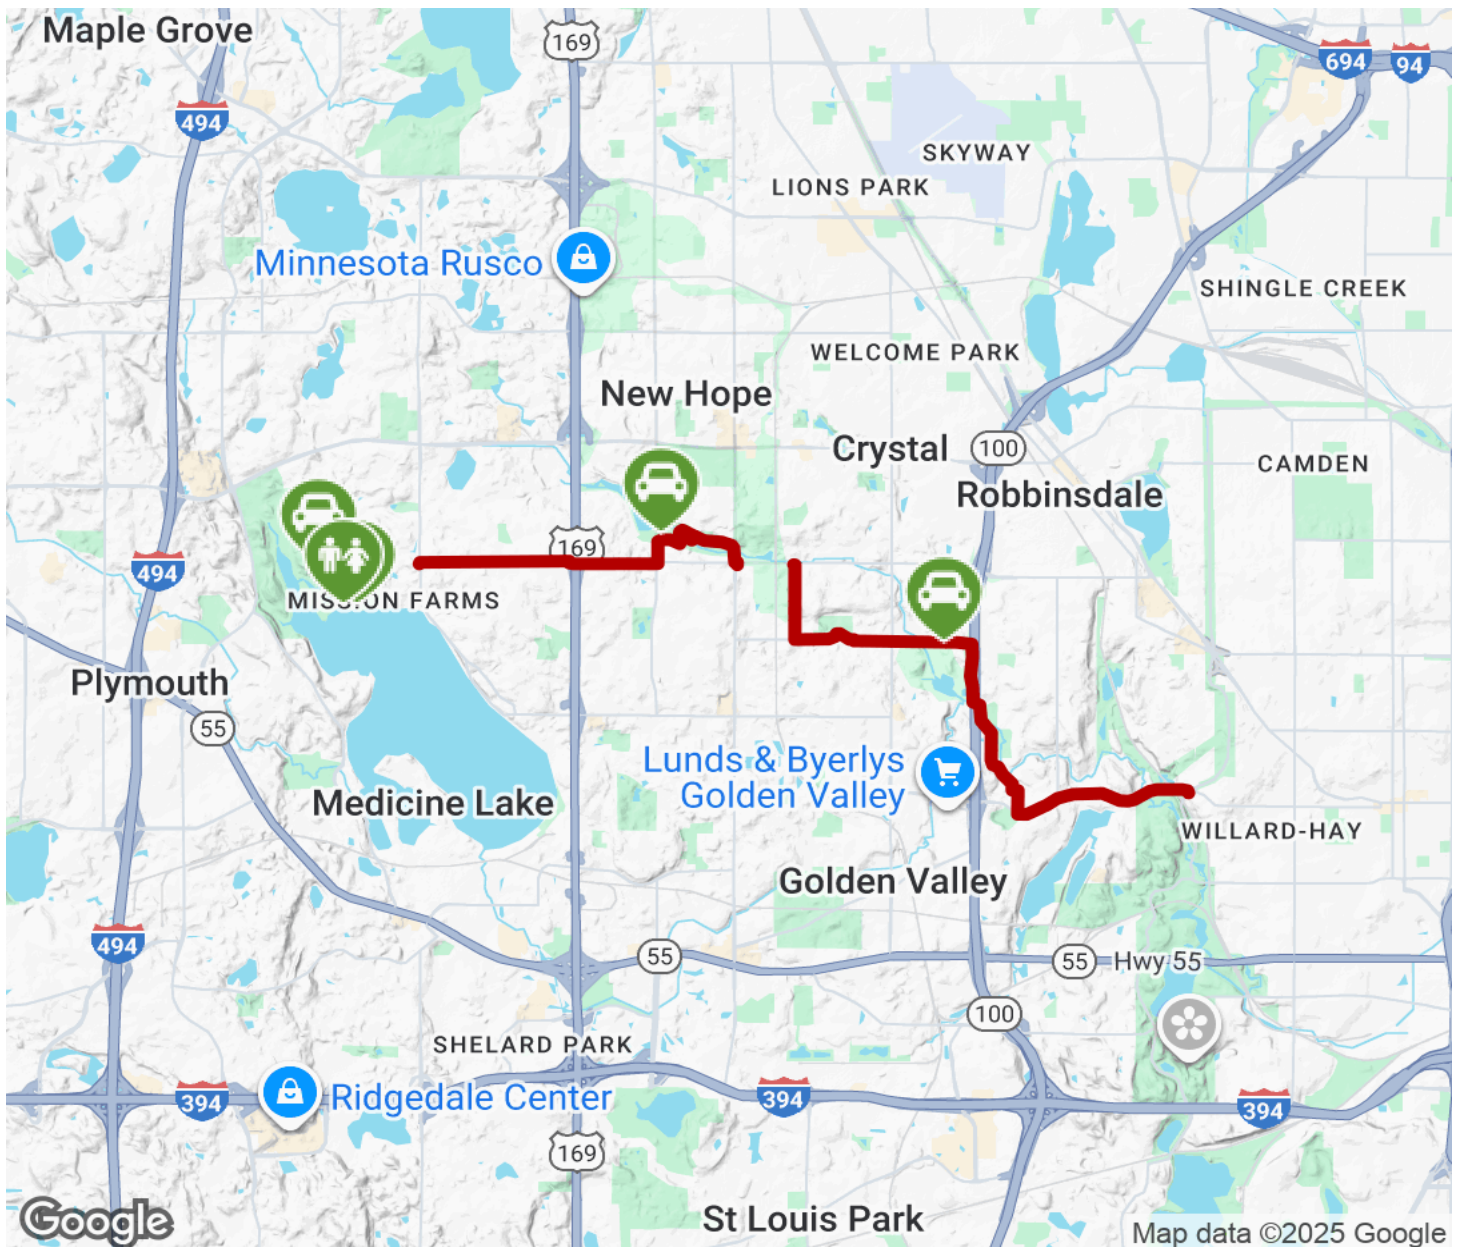 Maple Grove
169
694
94
494
SKYWAY
LIONS PARK
Minnesota Rusco
SHINGLE CREEK
WELCOME PARK
New Hope
Crystal
100
CAMDEN
Robbinsdale
169
494
MISSION FARMS
Plymouth
55
Lunds & Byerlys
Golden Valley
Medicine Lake
WILLARD-HAY
Golden Valley
494
55
55
Hwy 55
100
SHELARD PARK
394
Ridgedale Center
394
394
169
St Louis Park
Google
Map data ©2025 Google